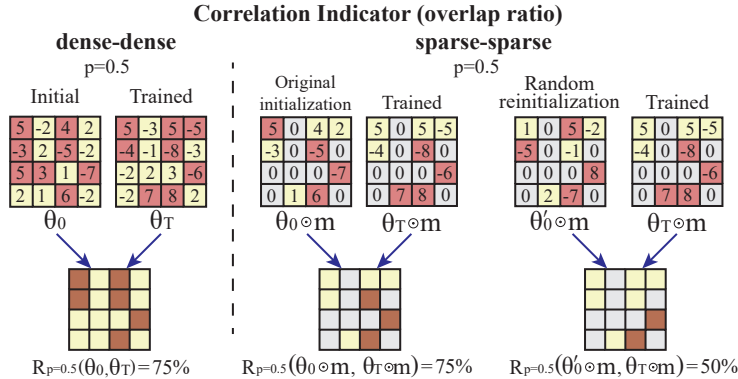 Correlation Indicator (overlap ratio)
dense-dense
p=0.5
Initial
Trained
5 -2 4 2
-3 2 -5 -2
5 3 1 -7
2 1 6 -2
θ₀
5 -3 5 -5
-4 -1 -8 -3
-2 2 3 -6
-2 7 8 2
θT
Rp=0.5(θ₀,θT)=75%
sparse-sparse
p=0.5
Original
initialization
Trained
5 0 4 2
-3 0 -5 0
0 0 0 -7
0 1 6 0
θ₀⊙m
5 0 5 -5
-4 0 -8 0
0 0 0 -6
0 7 8 0
θT⊙m
Rp=0.5(θ₀⊙m, θT⊙m)=75%
Random
reinitialization
Trained
1 0 5 -2
-5 0 -1 0
0 0 0 8
0 2 -7 0
θ₀′⊙m
5 0 5 -5
-4 0 -8 0
0 0 0 -6
0 7 8 0
θT⊙m
Rp=0.5(θ₀′⊙m, θT⊙m)=50%